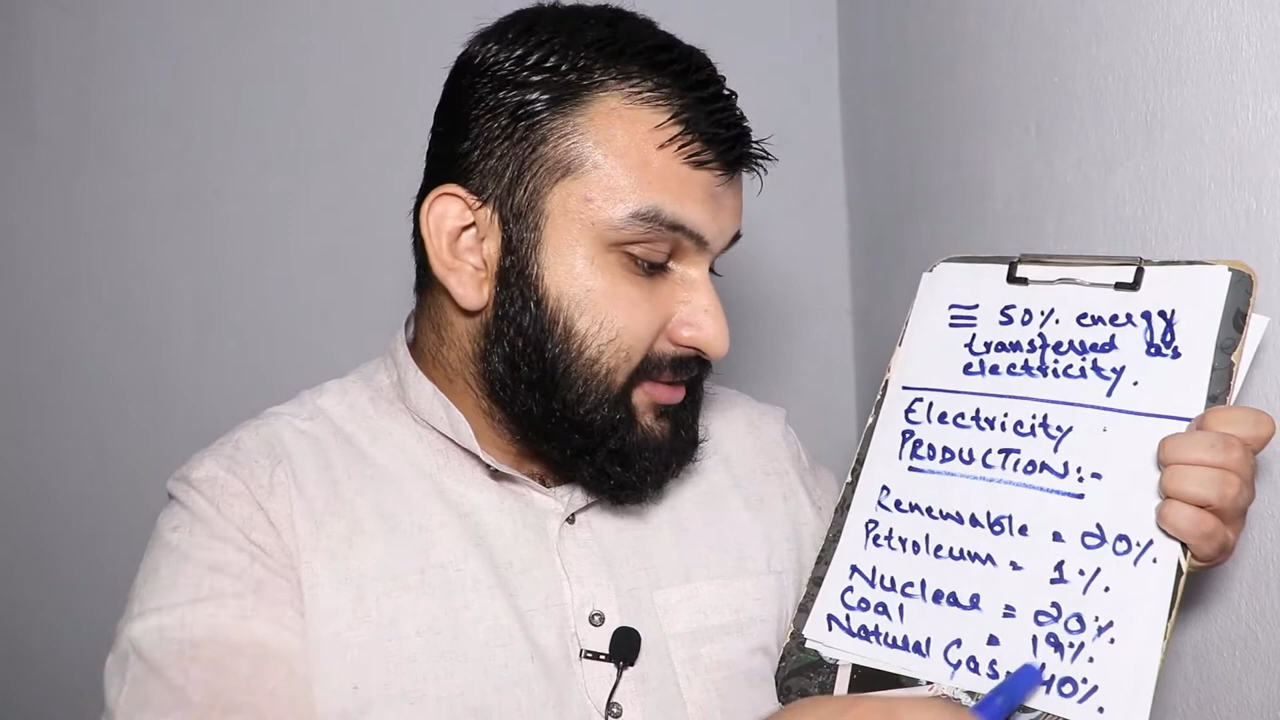 ≅ 50% energy
transferred as
electricity.
Electricity
PRODUCTION:-
Renewable = 20%.
Petroleum = 1%.
Nuclear = 20%.
Coal = 19%.
Natural Gas = 40%.